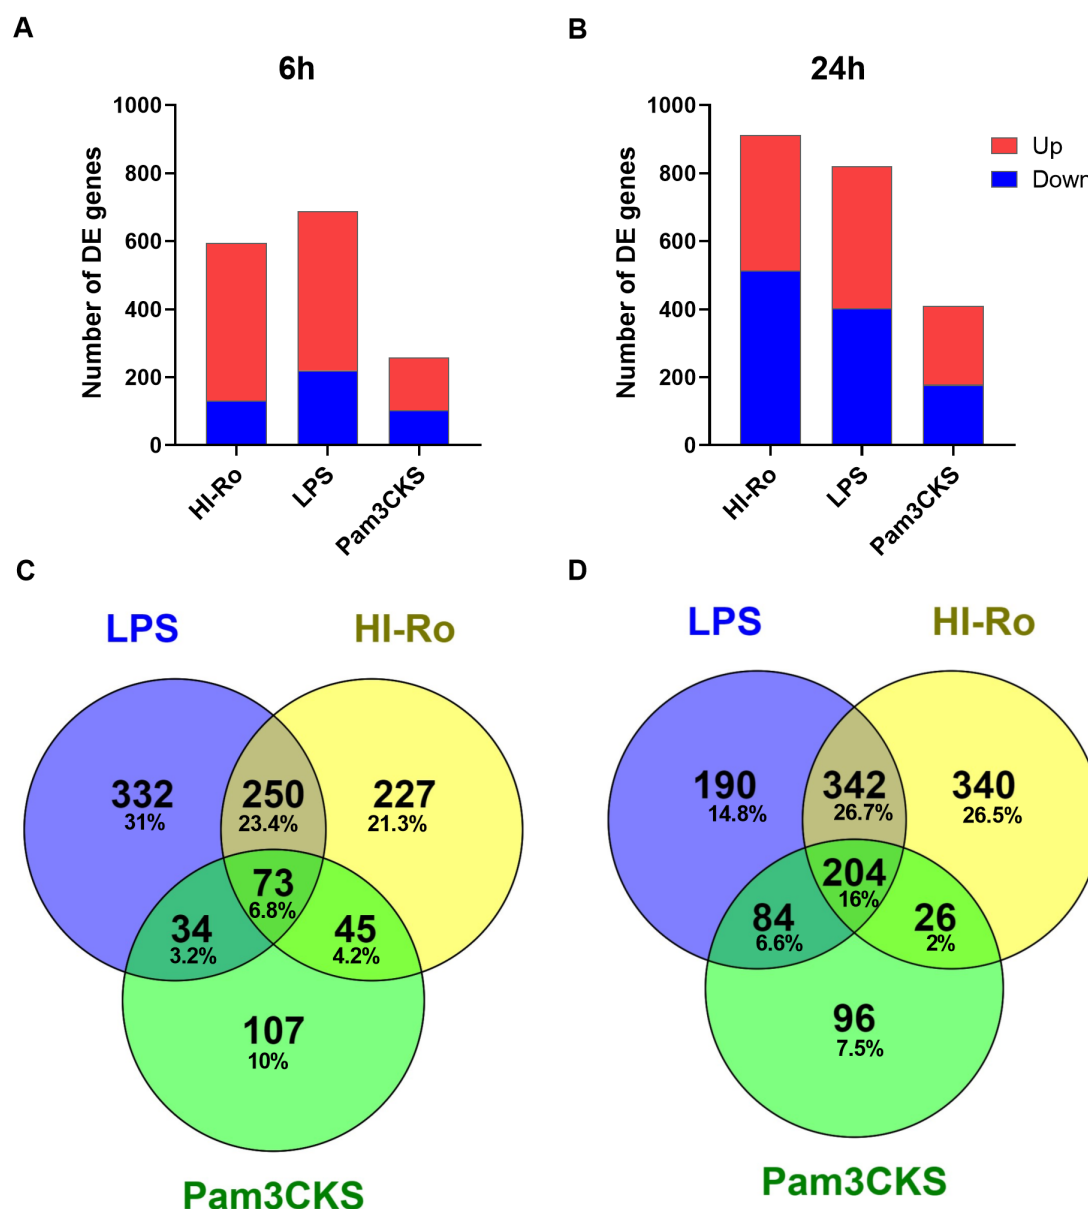 A
B
6h
24h
Number of DE genes
1000
800
600
400
200
0
HI-Ro
LPS
Pam3CKS
Number of DE genes
1000
800
600
400
200
0
HI-Ro
LPS
Pam3CKS
Up
Down
C
D
LPS
HI-Ro
332
31%
250
23.4%
227
21.3%
73
6.8%
34
3.2%
45
4.2%
107
10%
Pam3CKS
LPS
HI-Ro
190
14.8%
342
26.7%
340
26.5%
204
16%
84
6.6%
26
2%
96
7.5%
Pam3CKS